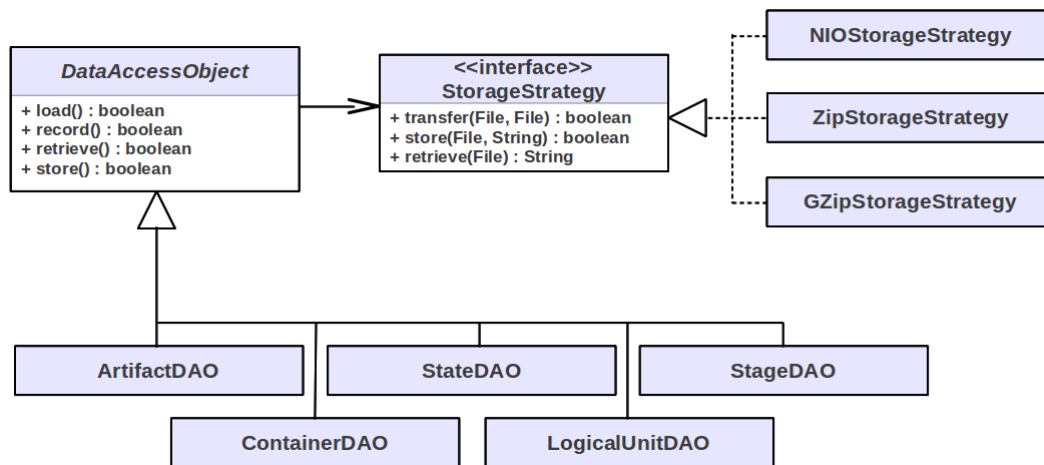 DataAccessObject
+ load() : boolean
+ record() : boolean
+ retrieve() : boolean
+ store() : boolean
<<interface>>
StorageStrategy
+ transfer(File, File) : boolean
+ store(File, String) : boolean
+ retrieve(File) : String
NIOStorageStrategy
ZipStorageStrategy
GZipStorageStrategy
ArtifactDAO
StateDAO
StageDAO
ContainerDAO
LogicalUnitDAO